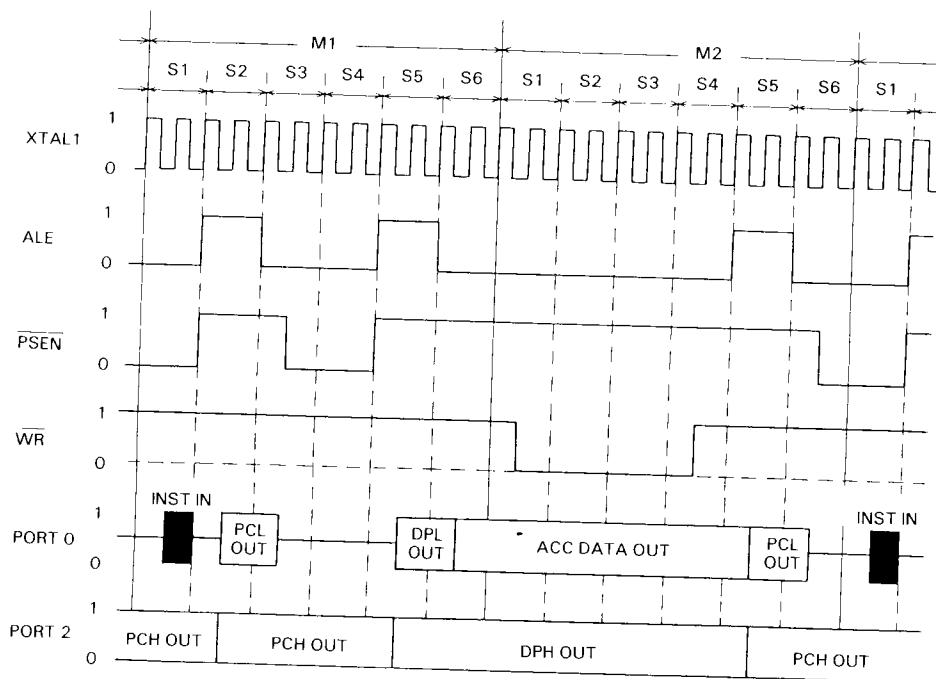 M1 M2
S1 S2 S3 S4 S5 S6 S1 S2 S3 S4 S5 S6 S1
XTAL1 1
0
ALE 1
0
PSEN 1
0
WR 1
0
INST IN INST IN
PORT 0 1
0
PCL OUT
DPL OUT
ACC DATA OUT
PCL OUT
PORT 2 1
0
PCH OUT PCH OUT DPH OUT PCH OUT